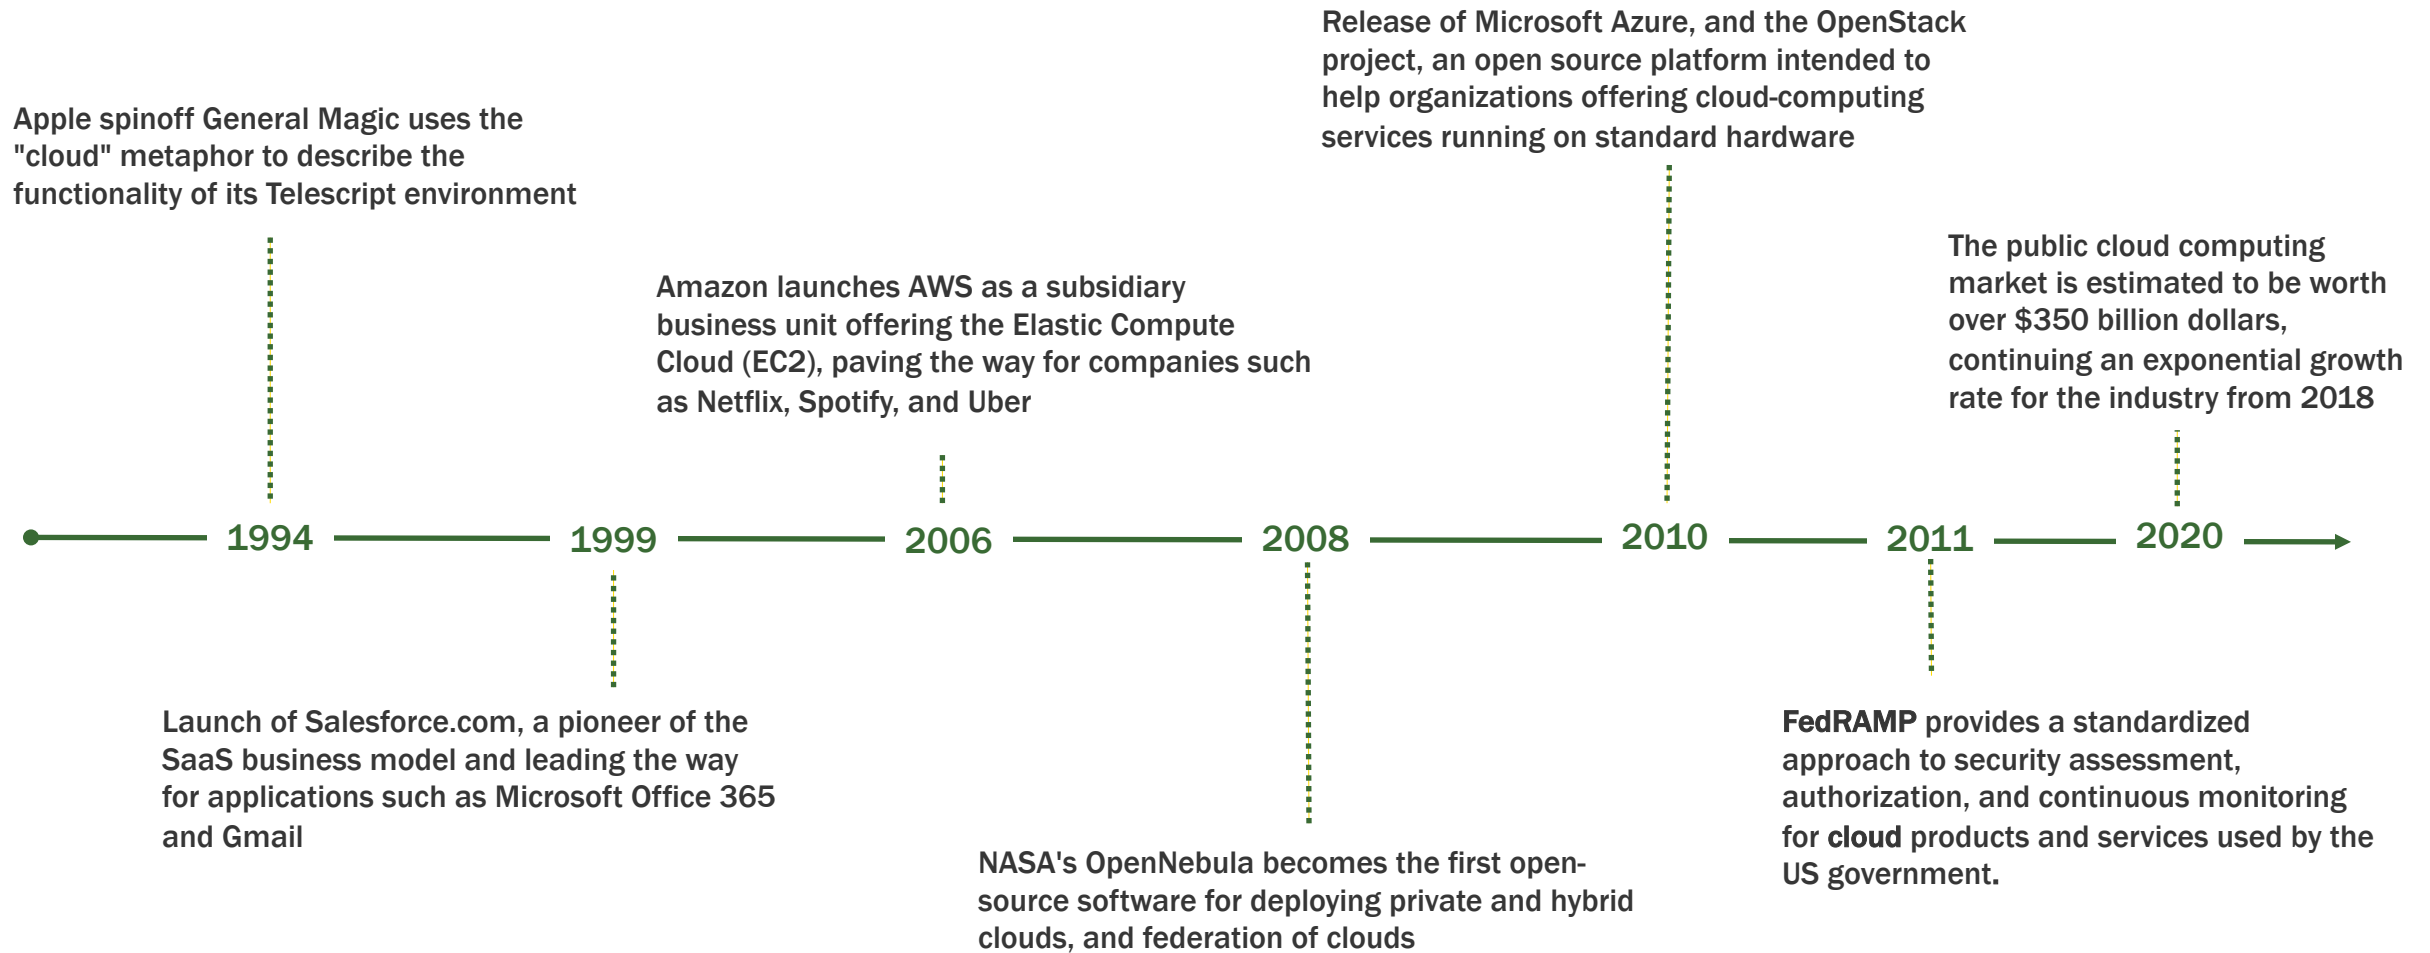 Release of Microsoft Azure, and the OpenStack
project, an open source platform intended to
help organizations offering cloud-computing
services running on standard hardware
Apple spinoff General Magic uses the
"cloud" metaphor to describe the
functionality of its Telescript environment
The public cloud computing
market is estimated to be worth
over $350 billion dollars,
continuing an exponential growth
rate for the industry from 2018
Amazon launches AWS as a subsidiary
business unit offering the Elastic Compute
Cloud (EC2), paving the way for companies such
as Netflix, Spotify, and Uber
1994 1999 2006 2008 2010 2011 2020
Launch of Salesforce.com, a pioneer of the
SaaS business model and leading the way
for applications such as Microsoft Office 365
and Gmail
FedRAMP provides a standardized
approach to security assessment,
authorization, and continuous monitoring
for cloud products and services used by the
US government.
NASA's OpenNebula becomes the first open-
source software for deploying private and hybrid
clouds, and federation of clouds